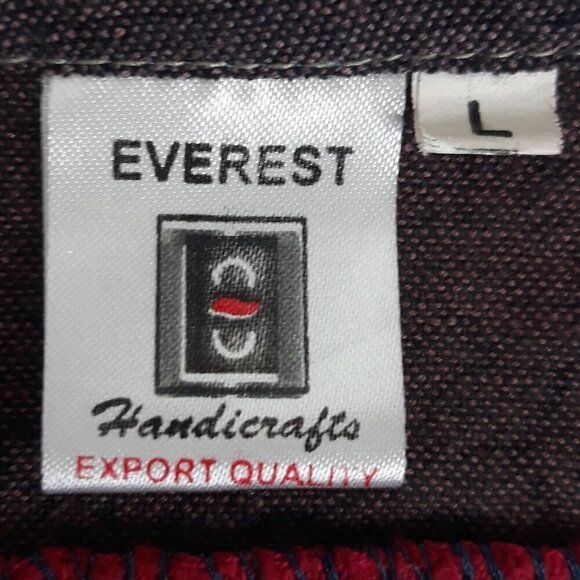 EVEREST
L
Handicrafts
EXPORT QUALITY